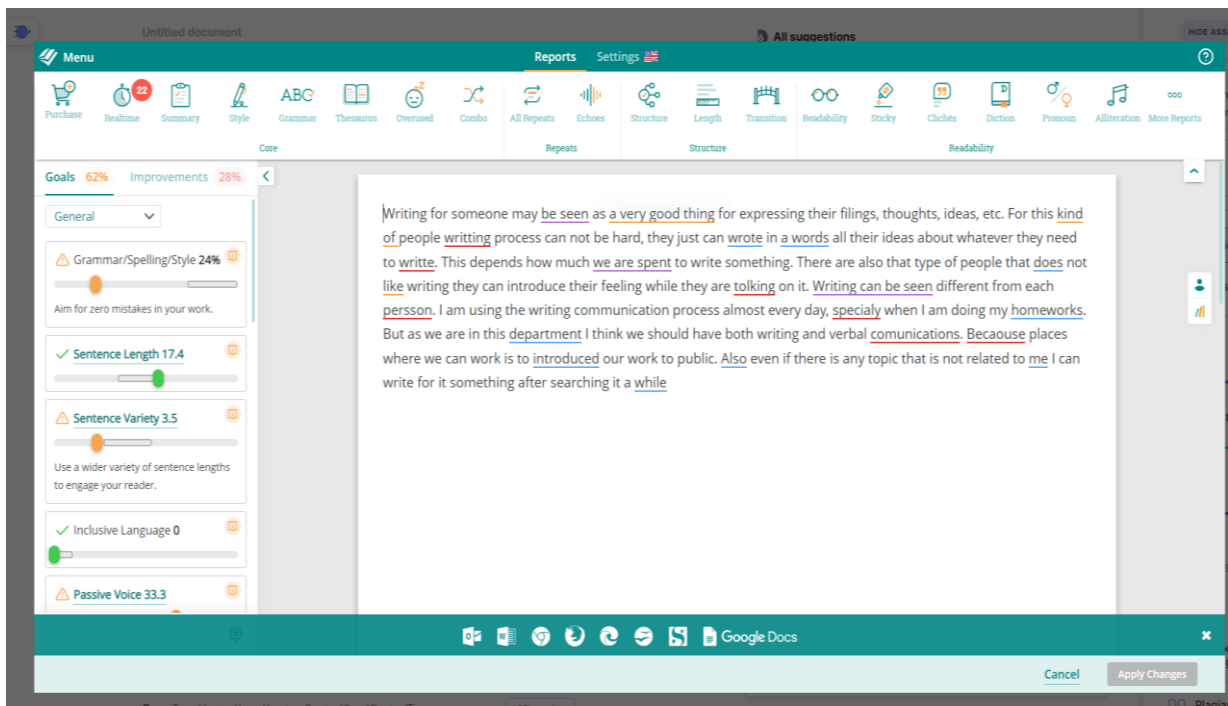 Untitled document
All suggestions
HIDE ASS
Menu
Reports
Settings
Purchase
22
Realtime
Summary
Style
ABC
Grammar
Thesaurus
Overused
Combo
All Repeats
Echoes
Structure
Length
Transition
Readability
Sticky
Clichés
Diction
Pronoun
Alliteration
More Reports
Core
Repeats
Structure
Readability
Goals 62%
Improvements 28%
General
Grammar/Spelling/Style 24%
Aim for zero mistakes in your work.
Sentence Length 17.4
Sentence Variety 3.5
Use a wider variety of sentence lengths
to engage your reader.
Inclusive Language 0
Passive Voice 33.3
Writing for someone may be seen as a very good thing for expressing their filings, thoughts, ideas, etc. For this kind
of people writting process can not be hard, they just can wrote in a words all their ideas about whatever they need
to writte. This depends how much we are spent to write something. There are also that type of people that does not
like writing they can introduce their feeling while they are tolking on it. Writing can be seen different from each
persson. I am using the writing communication process almost every day, specialy when I am doing my homeworks.
But as we are in this department I think we should have both writing and verbal comunications. Becaouse places
where we can work is to introduced our work to public. Also even if there is any topic that is not related to me I can
write for it something after searching it a while
Google Docs
Cancel
Apply Changes